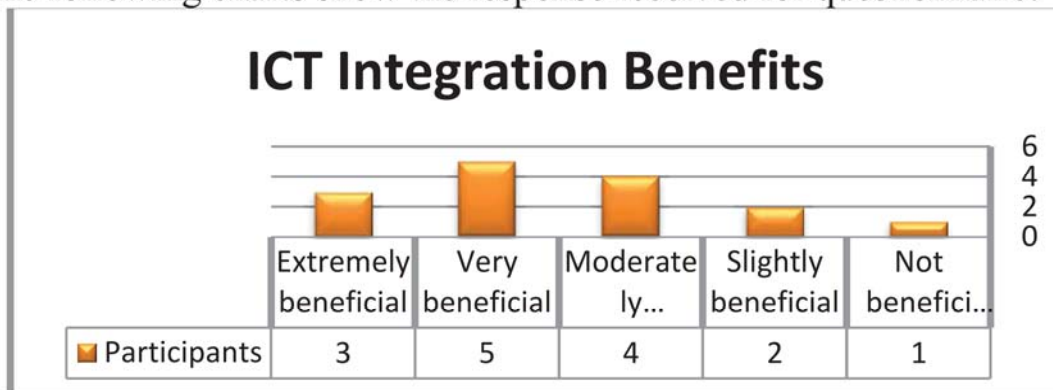 ICT Integration Benefits
6
4
2
0
Extremely beneficial
Very beneficial
Moderate ly...
Slightly beneficial
Not benefici...
Participants 3 5 4 2 1